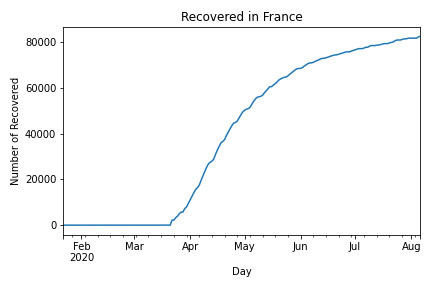 Recovered in France
Number of Recovered
80000
60000
40000
20000
0
Feb Mar Apr May Jun Jul Aug
2020
Day